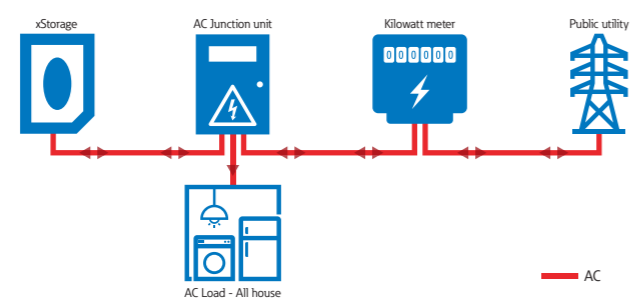 xStorage
AC Junction unit
Kilowatt meter
Public utility
000000
AC Load - All house
AC